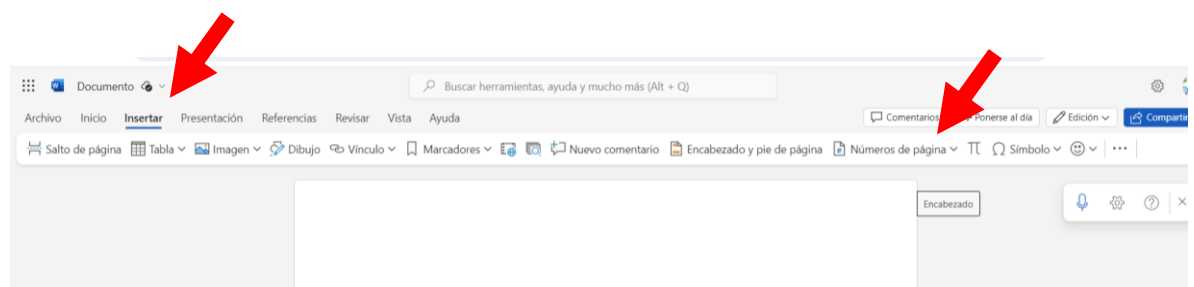 Documento
Buscar herramientas, ayuda y mucho más (Alt + Q)
Archivo Inicio Insertar Presentación Referencias Revisar Vista Ayuda Comentarios Ponerse al día Edición Compartir
Salto de página Tabla Imagen Dibujo Vínculo Marcadores Nuevo comentario Encabezado y pie de página Números de página Símbolo
Encabezado